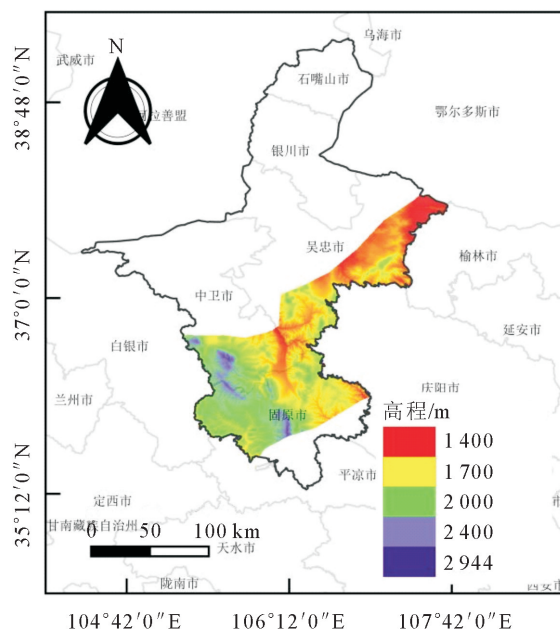 乌海市
N
武威市
石嘴山市
38°48′0″N
阿拉善盟
鄂尔多斯市
银川市
吴忠市
榆林市
37°0′0″N
中卫市
延安市
白银市
兰州市
庆阳市
固原市
高程/m
1 400
1 700
2 000
2 400
2 944
平凉市
35°12′0″N
定西市
甘南藏族自治州
0 50 100 km
天水市
陇南市
西安市
104°42′0″E 106°12′0″E 107°42′0″E